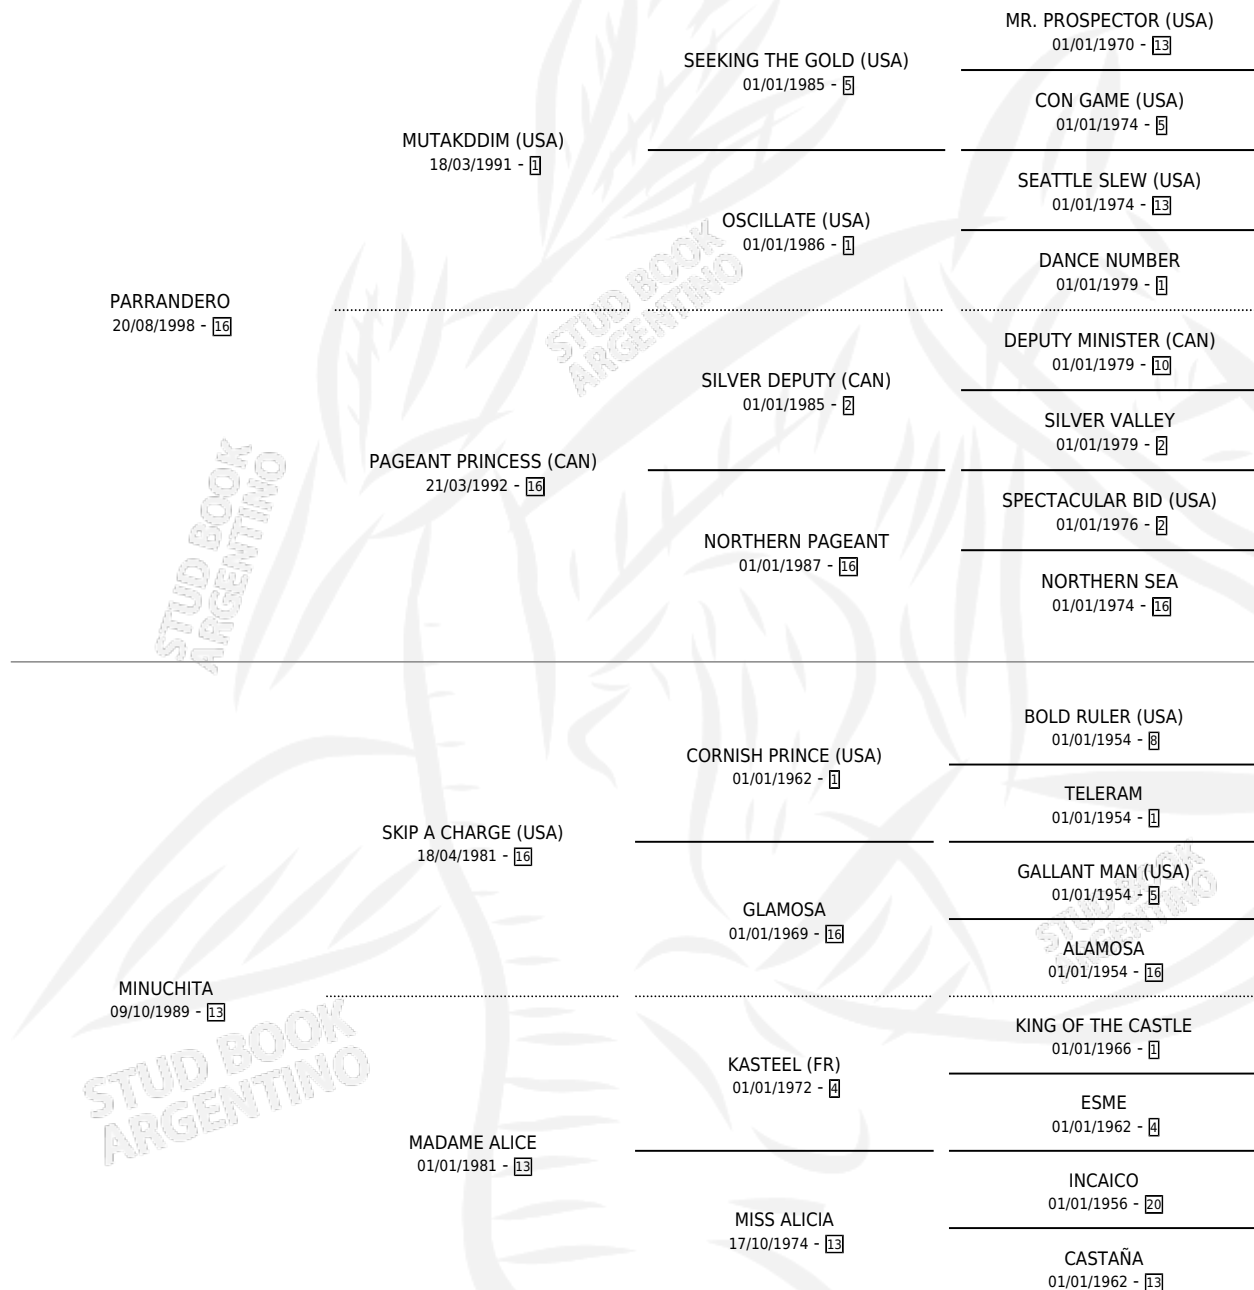 MR. PROSPECTOR (USA)
01/01/1970 - 13
SEEKING THE GOLD (USA)
01/01/1985 - 5
CON GAME (USA)
01/01/1974 - 5
MUTAKDDIM (USA)
18/03/1991 - 1
SEATTLE SLEW (USA)
01/01/1974 - 13
OSCILLATE (USA)
01/01/1986 - 1
DANCE NUMBER
01/01/1979 - 1
PARRANDERO
20/08/1998 - 16
DEPUTY MINISTER (CAN)
01/01/1979 - 10
SILVER DEPUTY (CAN)
01/01/1985 - 2
SILVER VALLEY
01/01/1979 - 2
PAGEANT PRINCESS (CAN)
21/03/1992 - 16
SPECTACULAR BID (USA)
01/01/1976 - 2
NORTHERN PAGEANT
01/01/1987 - 16
NORTHERN SEA
01/01/1974 - 16
STUD BOOK
ARGENTINO
STUD BOOK
ARGENTINO
BOLD RULER (USA)
01/01/1954 - 8
CORNISH PRINCE (USA)
01/01/1962 - 1
TELERAM
01/01/1954 - 1
SKIP A CHARGE (USA)
18/04/1981 - 16
GALLANT MAN (USA)
01/01/1954 - 5
GLAMOSA
01/01/1969 - 16
ALAMOSA
01/01/1954 - 16
MINUCHITA
09/10/1989 - 13
KING OF THE CASTLE
01/01/1966 - 1
KASTEEL (FR)
01/01/1972 - 4
ESME
01/01/1962 - 4
MADAME ALICE
01/01/1981 - 13
INCAICO
01/01/1956 - 20
MISS ALICIA
17/10/1974 - 13
CASTAÑA
01/01/1962 - 13
STUD BOOK
ARGENTINO
STUD BOOK
ARGENTINO